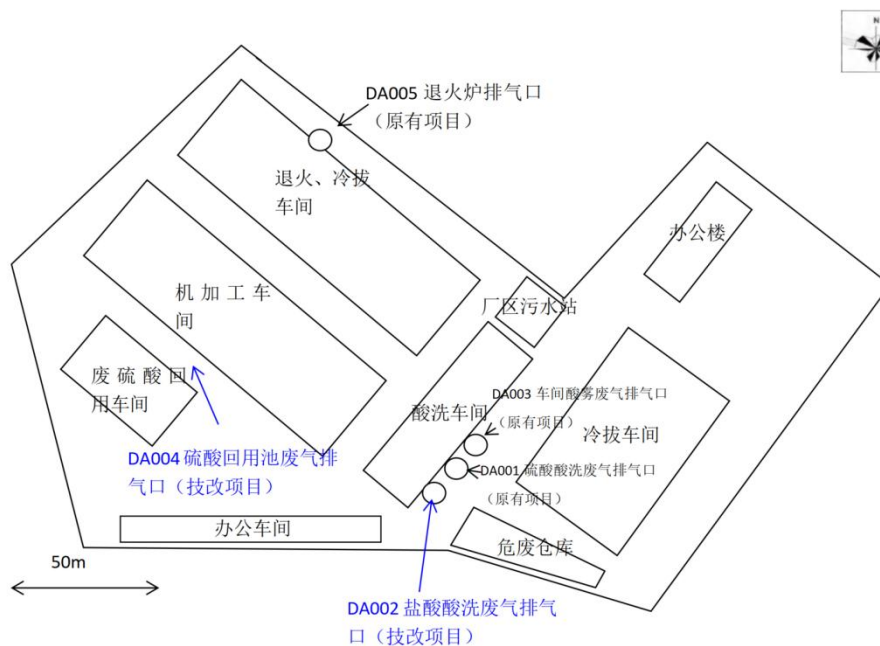 N
DA005 退火炉排气口
（原有项目）
退火、冷拔
车间
办公楼
机加工车
间
厂区污水站
废硫酸回
用车间
DA003 车间酸雾废气排气口
（原有项目）
酸洗车间
冷拔车间
DA004 硫酸回用池废气排
气口（技改项目）
DA001 硫酸酸洗废气排气口
（原有项目）
办公车间
危废仓库
50m
DA002 盐酸酸洗废气排气
口（技改项目）